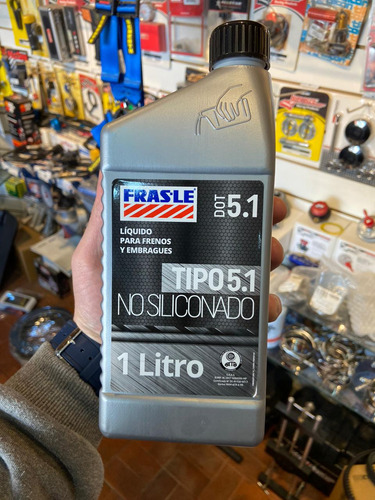 FRAS-LE
DOT 5.1
LÍQUIDO
PARA FRENOS
Y EMBRAGUES
TIPO 5.1
NO SILICONADO
1 Litro